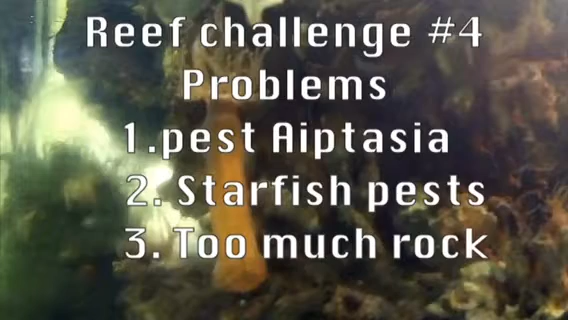 Reef challenge #4
Problems
1.pest Aiptasia
2. Starfish pests
3. Too much rock